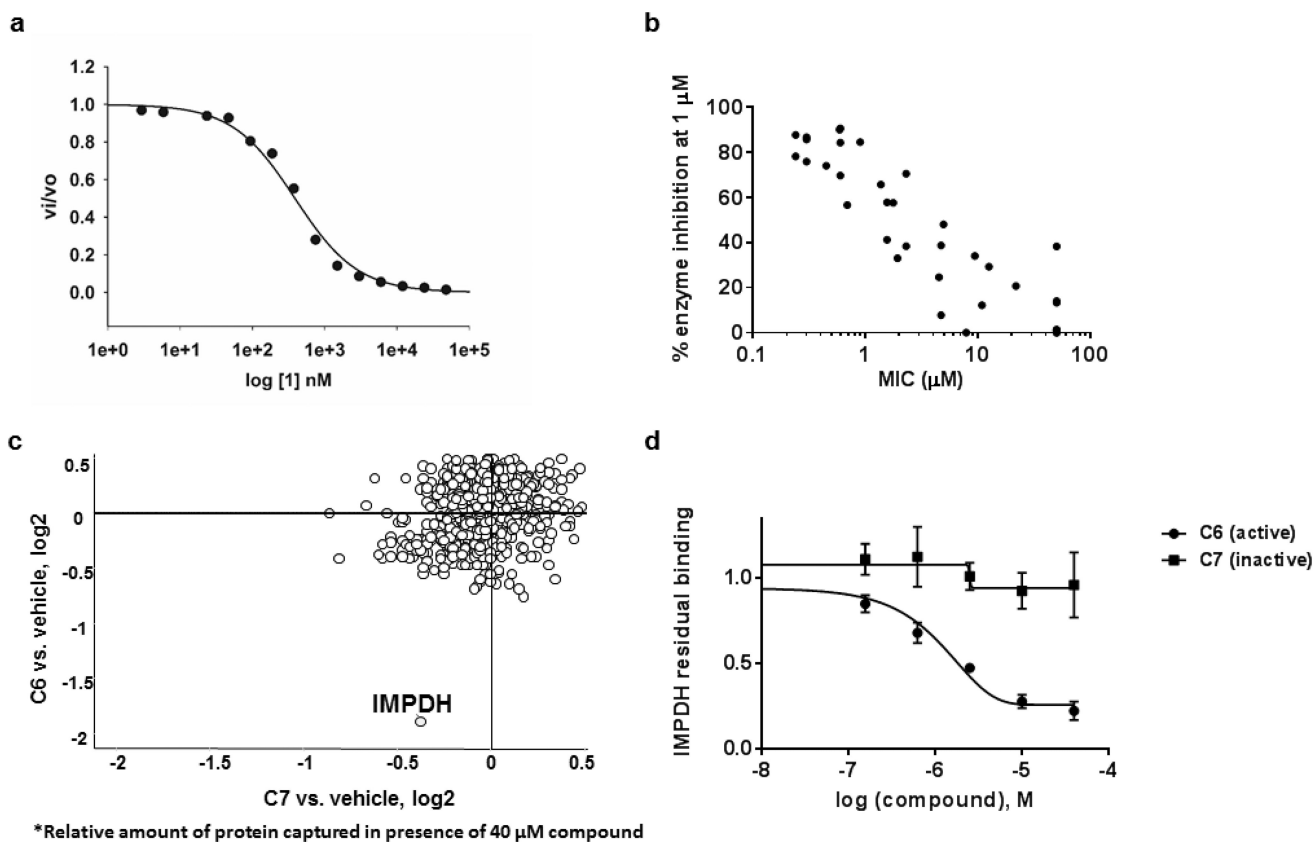 a
1.2
1.0
0.8
0.6
0.4
0.2
0.0
vi/vo
1e+0 1e+1 1e+2 1e+3 1e+4 1e+5
log [1] nM
b
100
80
60
40
20
0
% enzyme inhibition at 1 µM
0.1 1 10 100
MIC (µM)
c
0.5
0
-0.5
-1
-1.5
-2
C6 vs. vehicle, log2
IMPDH
-2 -1.5 -1 -0.5 0 0.5
C7 vs. vehicle, log2
*Relative amount of protein captured in presence of 40 µM compound
d
1.0
0.5
0.0
IMPDH residual binding
-8 -7 -6 -5 -4
log (compound), M
C6 (active)
C7 (inactive)